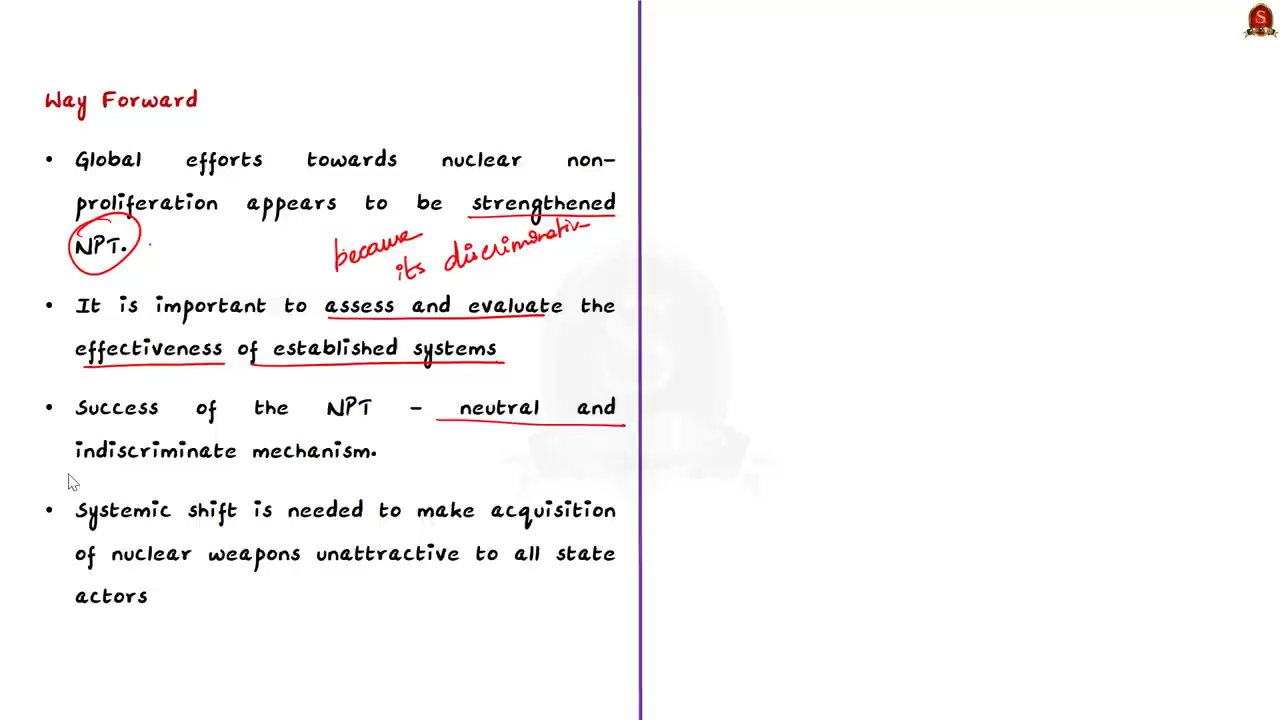 Way Forward
• Global efforts towards nuclear non-
proliferation appears to be strengthened
NPT.
because
its discriminative
• It is important to assess and evaluate the
effectiveness of established systems
• Success of the NPT - neutral and
indiscriminate mechanism.
• Systemic shift is needed to make acquisition
of nuclear weapons unattractive to all state
actors
S